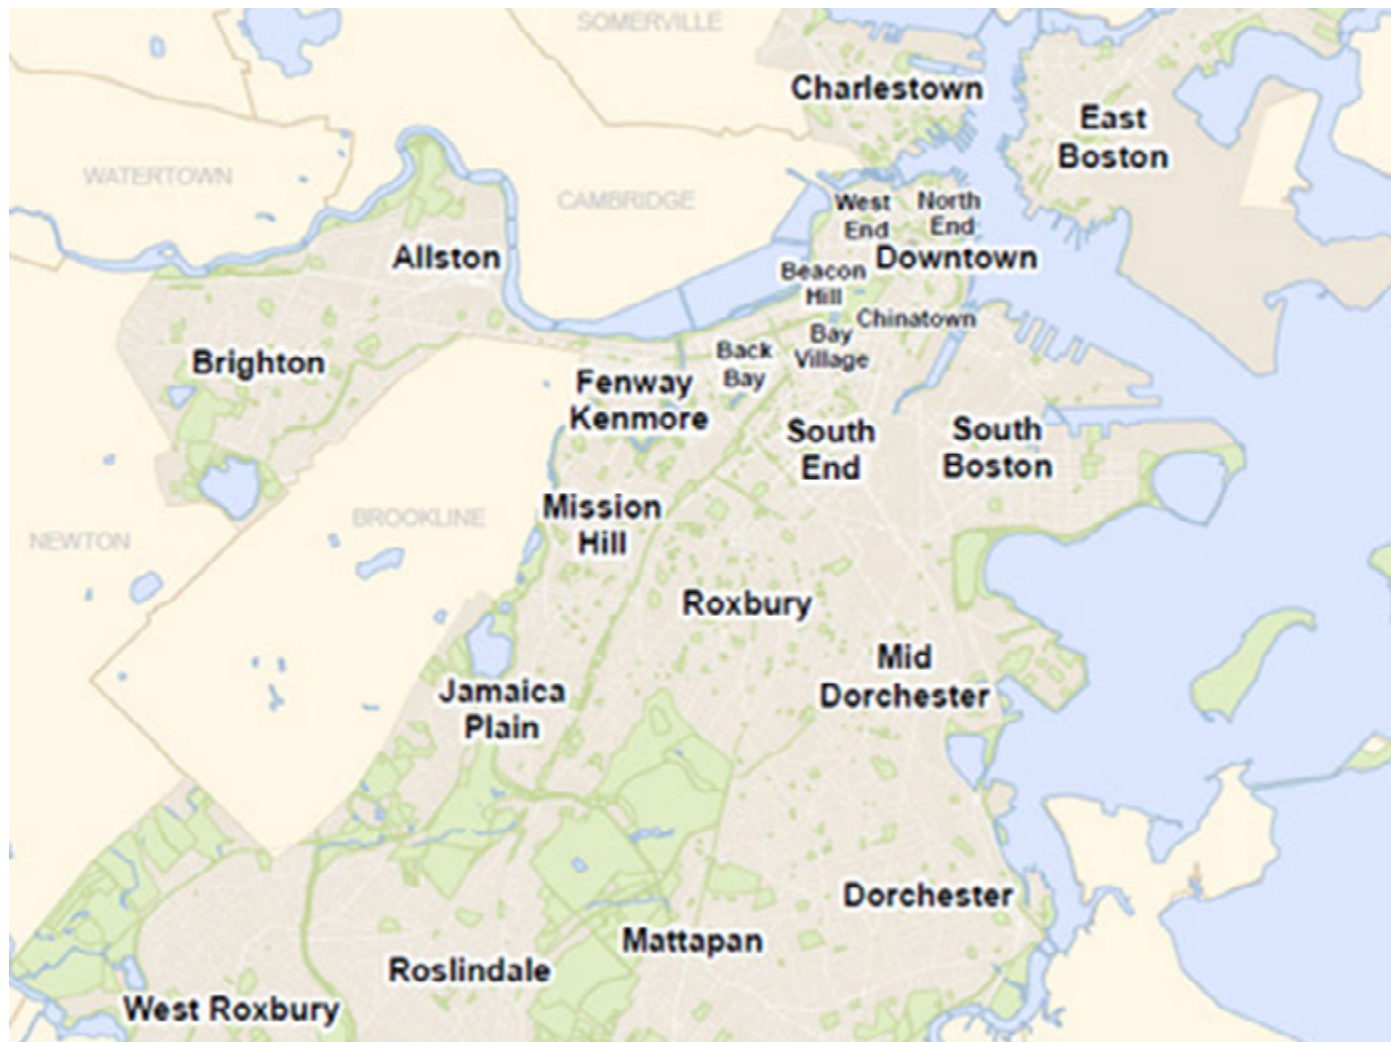 SOMERVILLE
Charlestown
East
Boston
WATERTOWN
CAMBRIDGE
West
End
North
End
Allston
Downtown
Beacon
Hill
Chinatown
Bay
Village
Back
Bay
Brighton
Fenway
Kenmore
South
End
South
Boston
Mission
Hill
BROOKLINE
NEWTON
Roxbury
Mid
Dorchester
Jamaica
Plain
Dorchester
Mattapan
Roslindale
West Roxbury